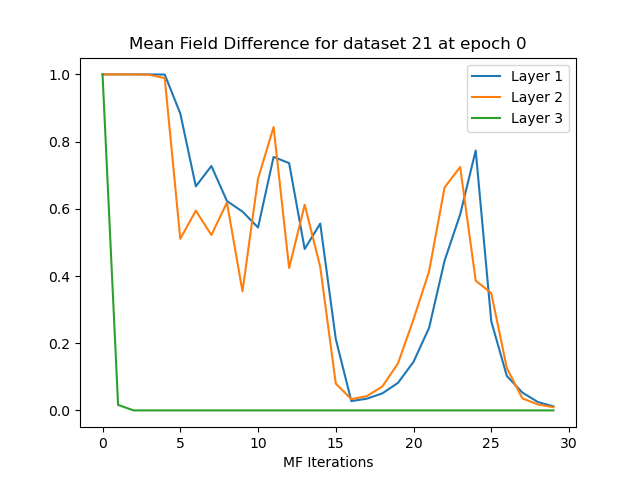 Mean Field Difference for dataset 21 at epoch 0
Layer 1
Layer 2
Layer 3
1.0
0.8
0.6
0.4
0.2
0.0
0 5 10 15 20 25 30
MF Iterations